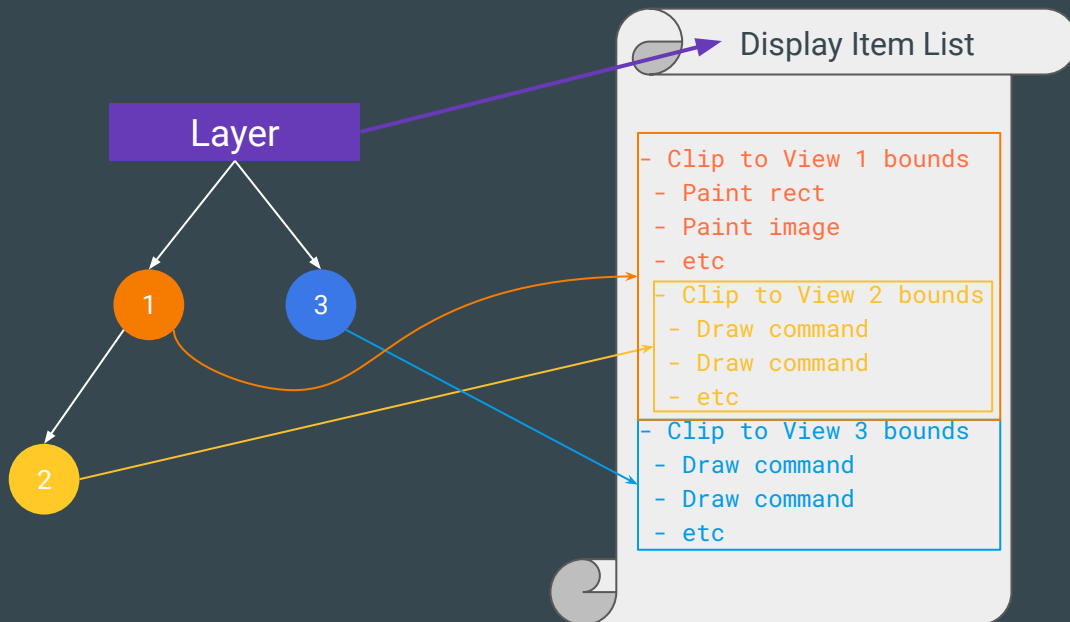 Display Item List
Layer
1
3
2
- Clip to View 1 bounds
- Paint rect
- Paint image
- etc
- Clip to View 2 bounds
- Draw command
- Draw command
- etc
- Clip to View 3 bounds
- Draw command
- Draw command
- etc